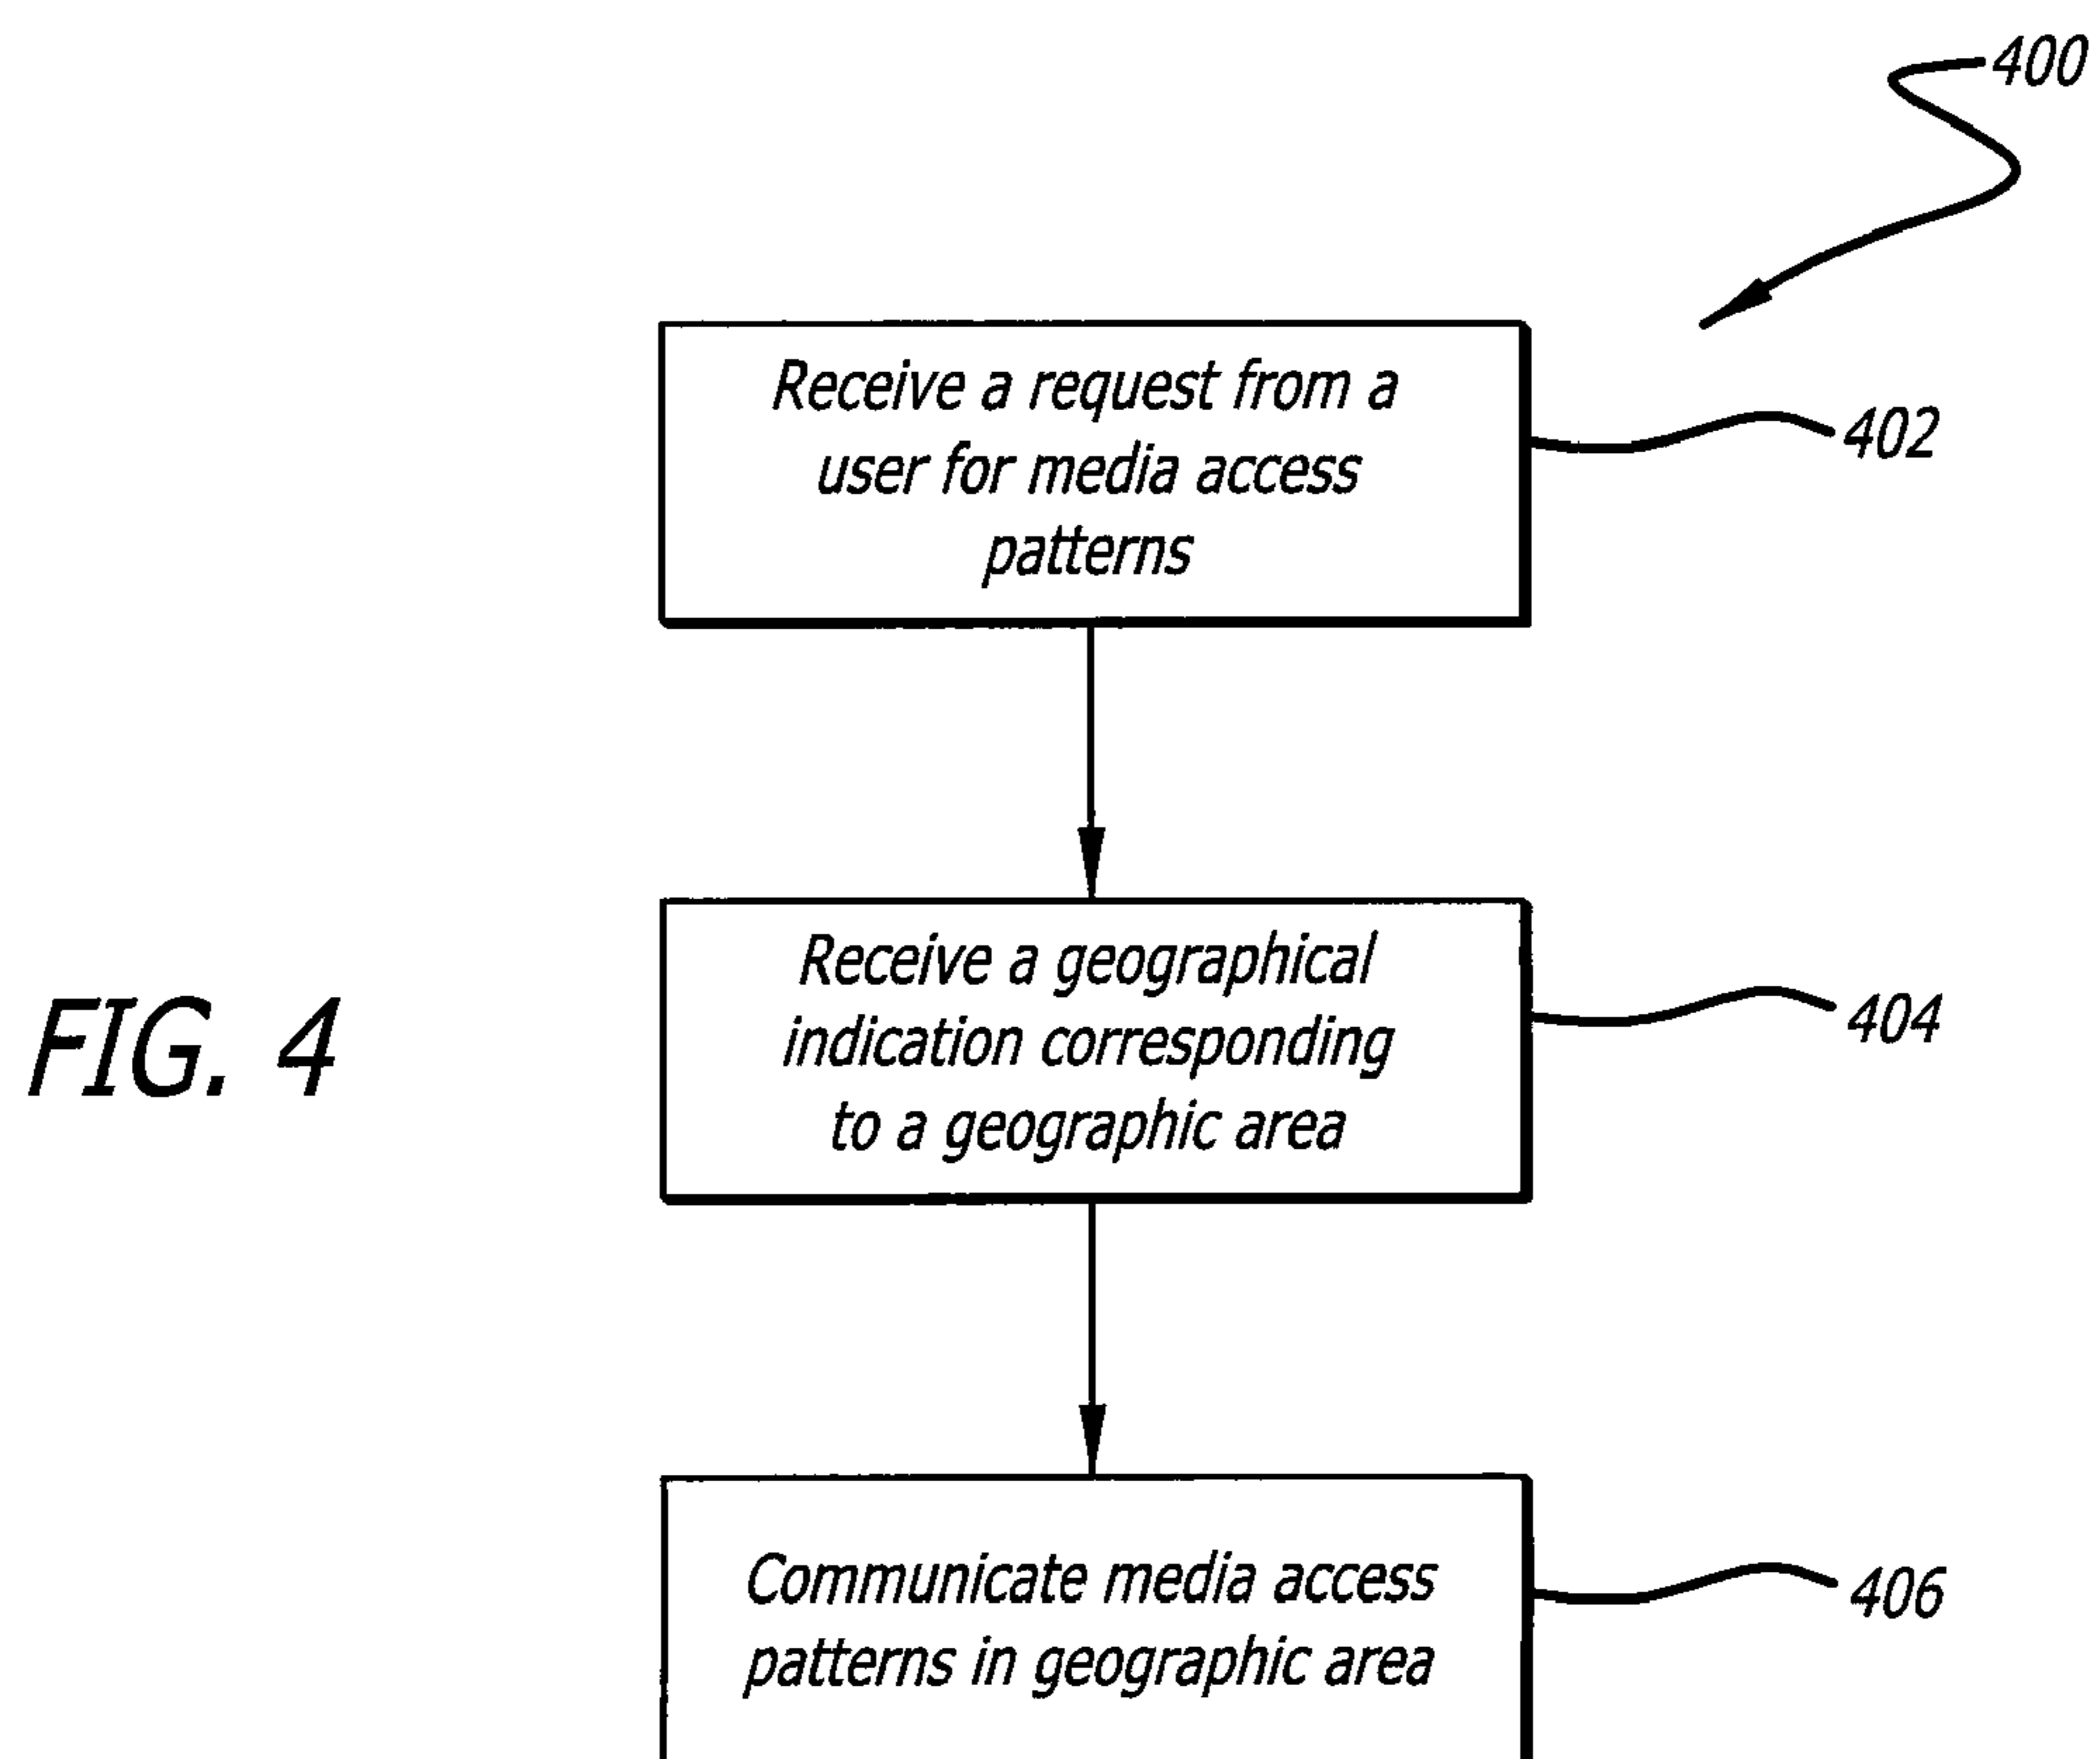 400
Receive a request from a
user for media access
patterns
402
Receive a geographical
indication corresponding
to a geographic area
404
FIG. 4
Communicate media access
patterns in geographic area
406